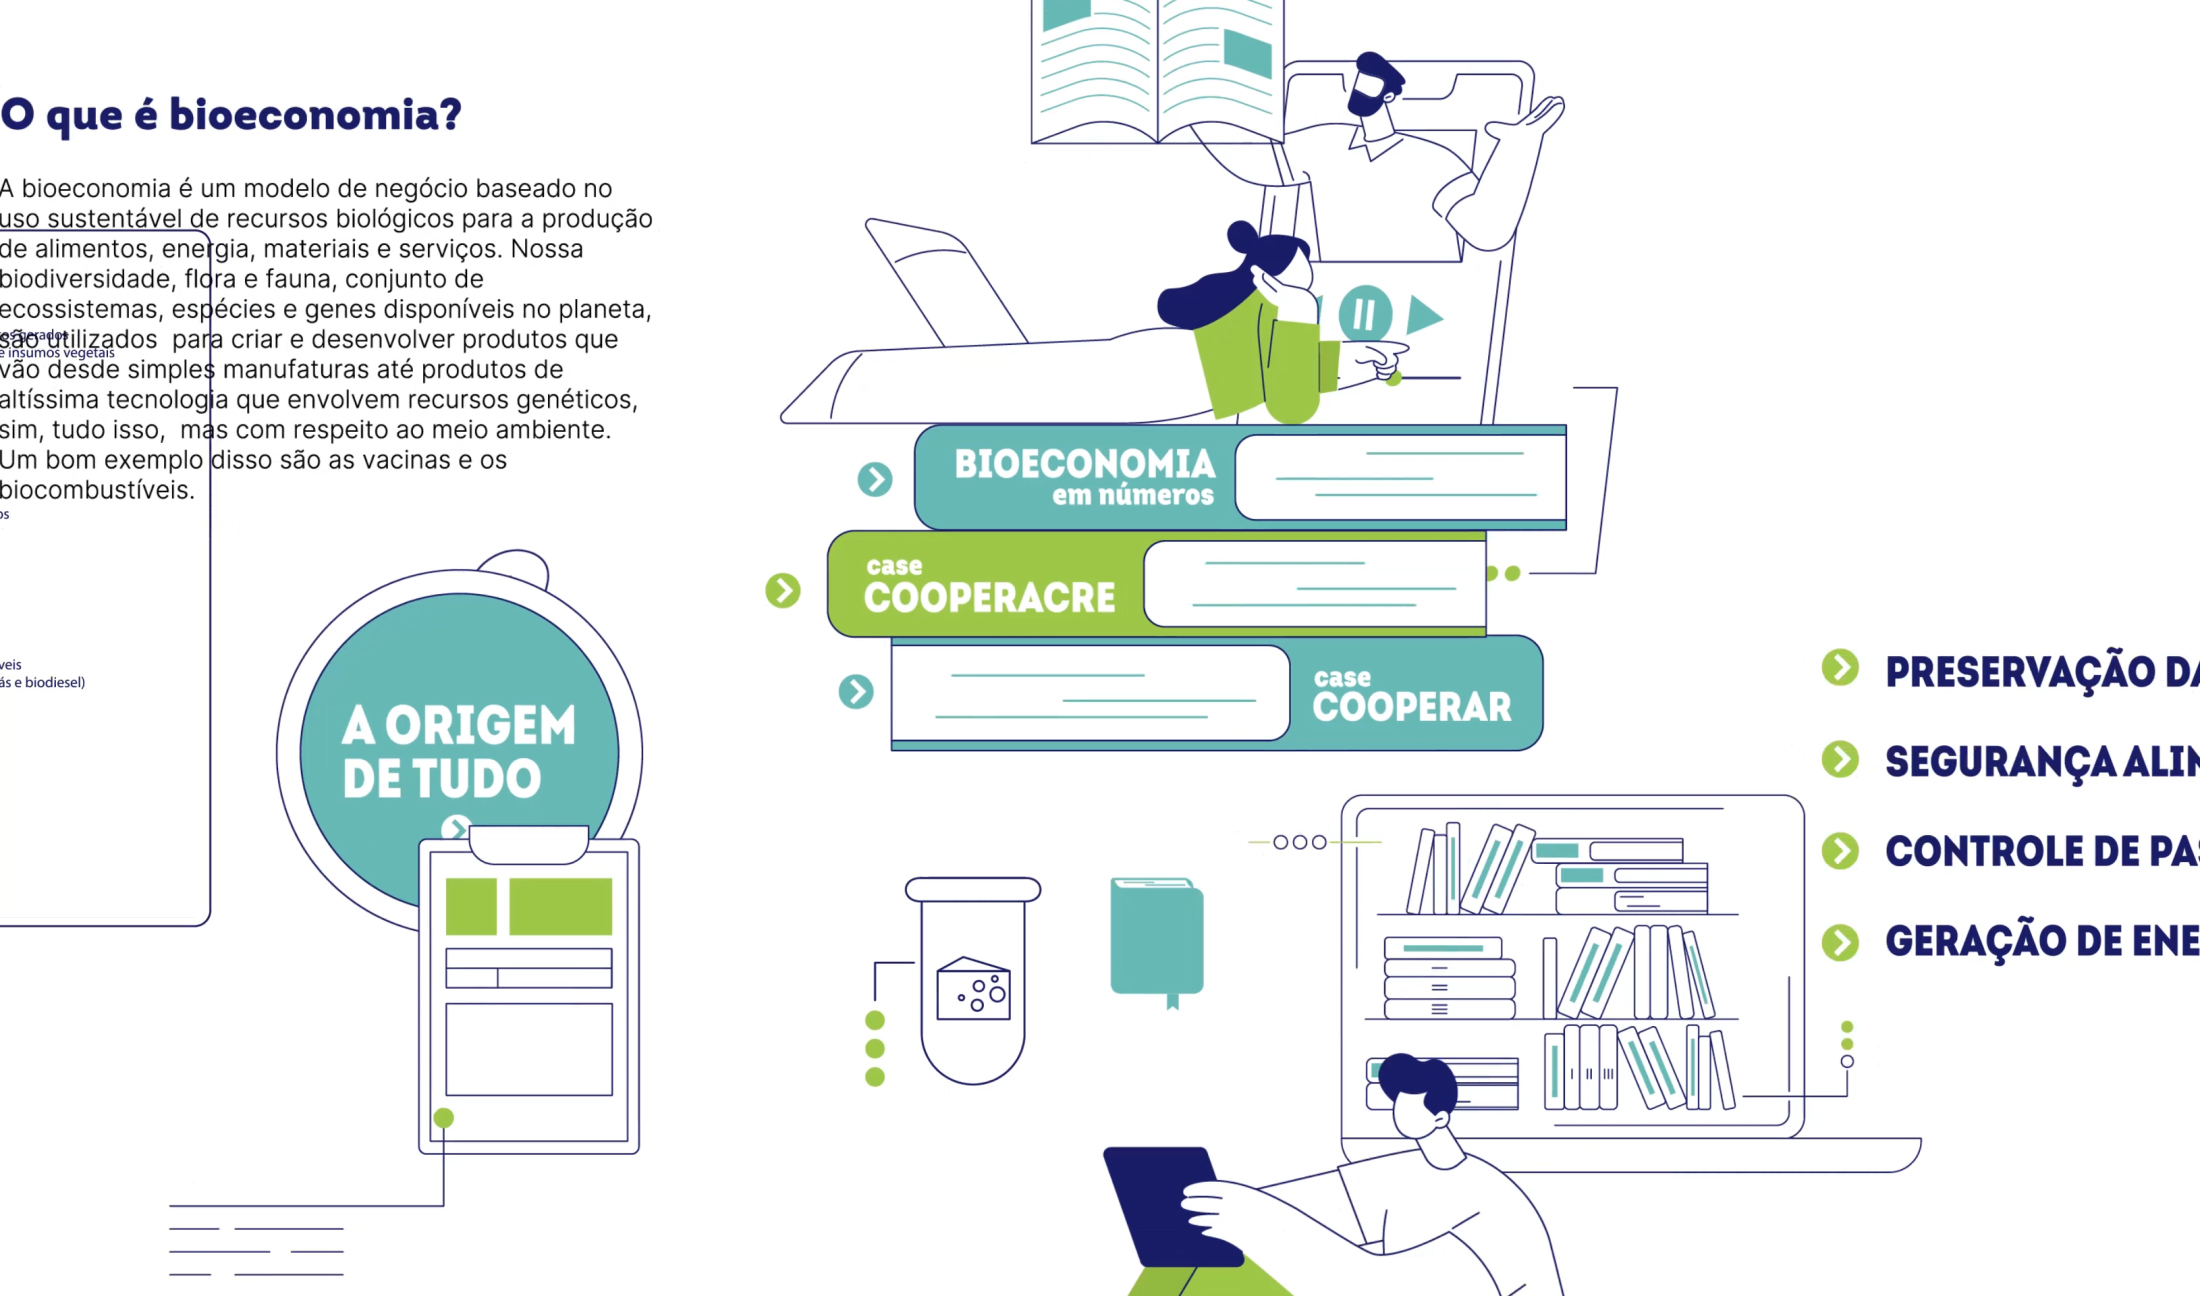 O que é bioeconomia?
A bioeconomia é um modelo de negócio baseado no
uso sustentável de recursos biológicos para a produção
de alimentos, energia, materiais e serviços. Nossa
biodiversidade, flora e fauna, conjunto de
ecossistemas, espécies e genes disponíveis no planeta,
são utilizados  para criar e desenvolver produtos que
vão desde simples manufaturas até produtos de
altíssima tecnologia que envolvem recursos genéticos,
sim, tudo isso,  mas com respeito ao meio ambiente.
Um bom exemplo disso são as vacinas e os
biocombustíveis.
gerados
e insumos vegetais
os
veis
ás e biodiesel)
A ORIGEM
DE TUDO
BIOECONOMIA
em números
case
COOPERACRE
case
COOPERAR
PRESERVAÇÃO DA
SEGURANÇA ALIM
CONTROLE DE PAS
GERAÇÃO DE ENE
I II III